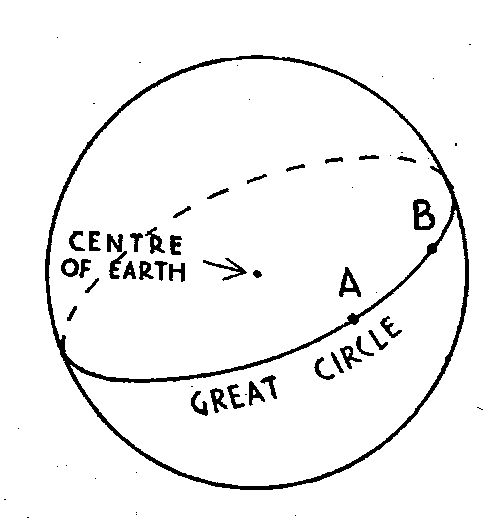 B
CENTRE
OF EARTH
A
GREAT CIRCLE